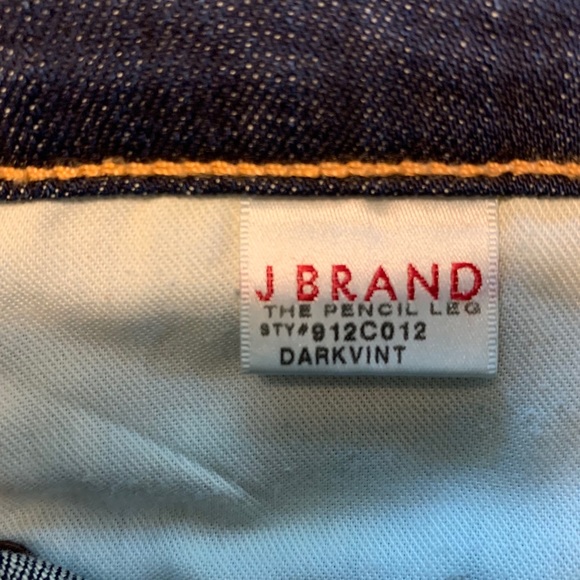 J BRAND
THE PENCIL LEG
STY#912C012
DARKVINT